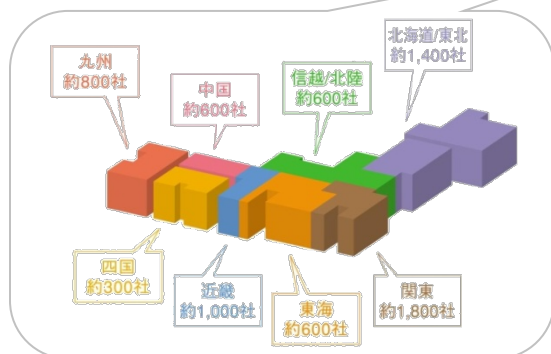 北海道/東北
約1,400社
九州
約800社
中国
約600社
信越/北陸
約600社
四国
約300社
近畿
約1,000社
東海
約600社
関東
約1,800社